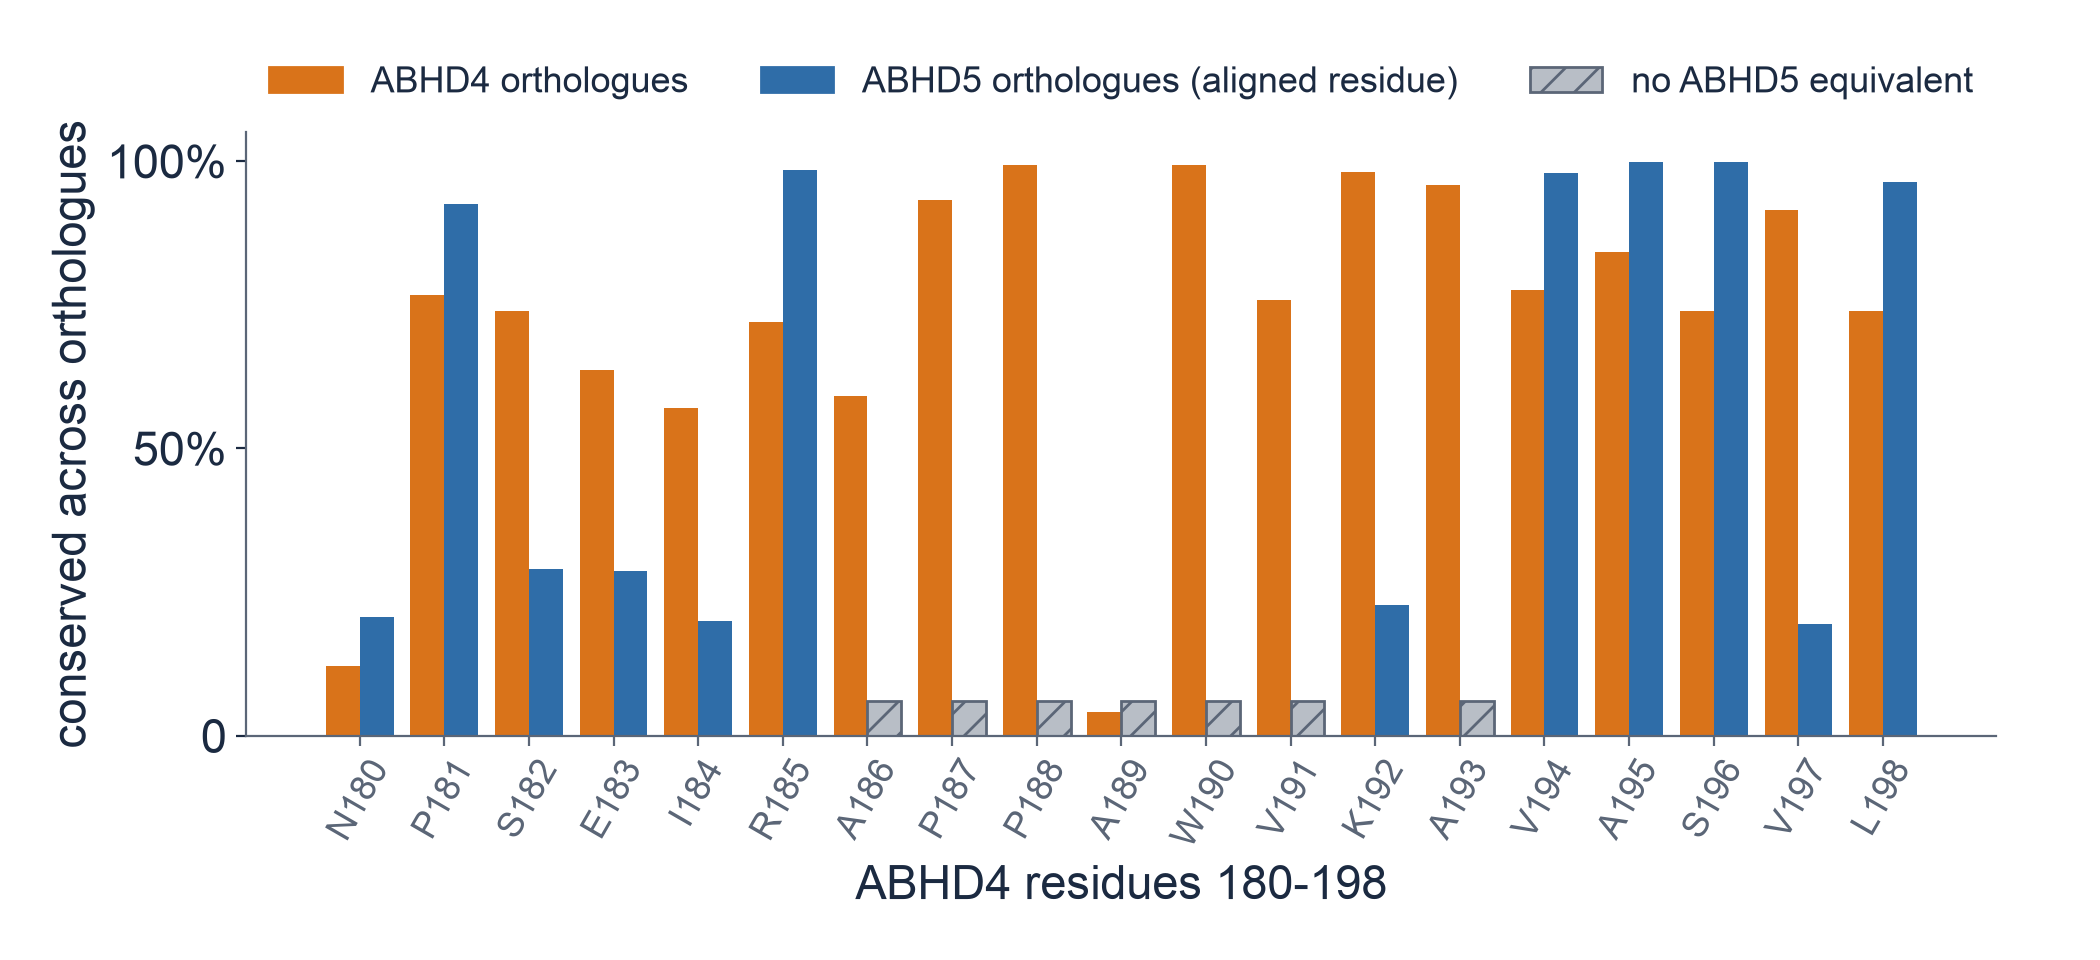 ABHD4 orthologues
ABHD5 orthologues (aligned residue)
no ABHD5 equivalent
conserved across orthologues
100%
50%
0
N180
P181
S182
E183
I184
R185
A186
P187
P188
A189
W190
V191
K192
A193
V194
A195
S196
V197
L198
ABHD4 residues 180-198